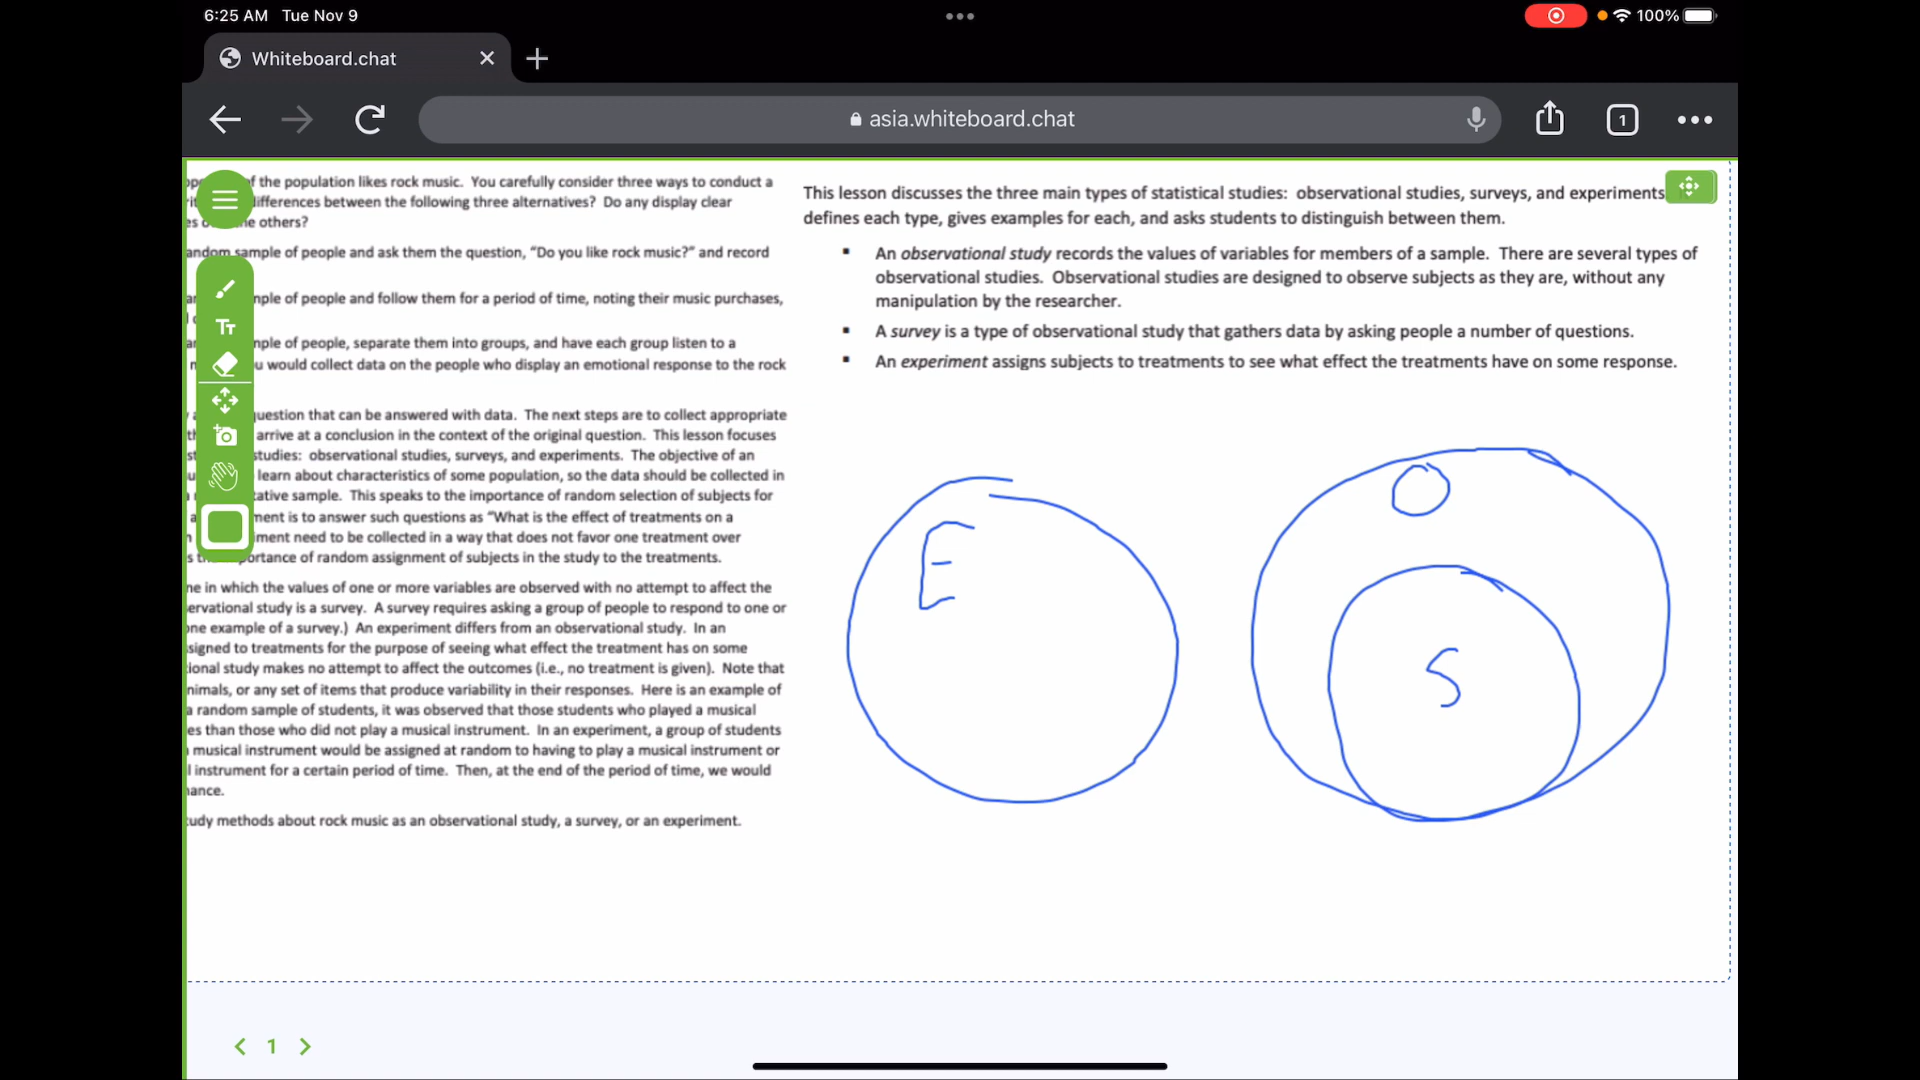 6:25 AM Tue Nov 9
100%
Whiteboard.chat
asia.whiteboard.chat
1
f the population likes rock music. You carefully consider three ways to conduct a
ifferences between the following three alternatives? Do any display clear
e others?
andom sample of people and ask them the question, "Do you like rock music?" and record
nple of people and follow them for a period of time, noting their music purchases,
nple of people, separate them into groups, and have each group listen to a
u would collect data on the people who display an emotional response to the rock
uestion that can be answered with data. The next steps are to collect appropriate
arrive at a conclusion in the context of the original question. This lesson focuses
studies: observational studies, surveys, and experiments. The objective of an
learn about characteristics of some population, so the data should be collected in
tative sample. This speaks to the importance of random selection of subjects for
ment is to answer such questions as "What is the effect of treatments on a
iment need to be collected in a way that does not favor one treatment over
ortance of random assignment of subjects in the study to the treatments.
ne in which the values of one or more variables are observed with no attempt to affect the
ervational study is a survey. A survey requires asking a group of people to respond to one or
one example of a survey.) An experiment differs from an observational study. In an
signed to treatments for the purpose of seeing what effect the treatment has on some
ional study makes no attempt to affect the outcomes (i.e., no treatment is given). Note that
nimals, or any set of items that produce variability in their responses. Here is an example of
a random sample of students, it was observed that those students who played a musical
es than those who did not play a musical instrument. In an experiment, a group of students
musical instrument would be assigned at random to having to play a musical instrument or
l instrument for a certain period of time. Then, at the end of the period of time, we would
ance.
udy methods about rock music as an observational study, a survey, or an experiment.
This lesson discusses the three main types of statistical studies: observational studies, surveys, and experiments
defines each type, gives examples for each, and asks students to distinguish between them.
▪ An observational study records the values of variables for members of a sample. There are several types of
observational studies. Observational studies are designed to observe subjects as they are, without any
manipulation by the researcher.
▪ A survey is a type of observational study that gathers data by asking people a number of questions.
▪ An experiment assigns subjects to treatments to see what effect the treatments have on some response.
E
O
S
TT
1